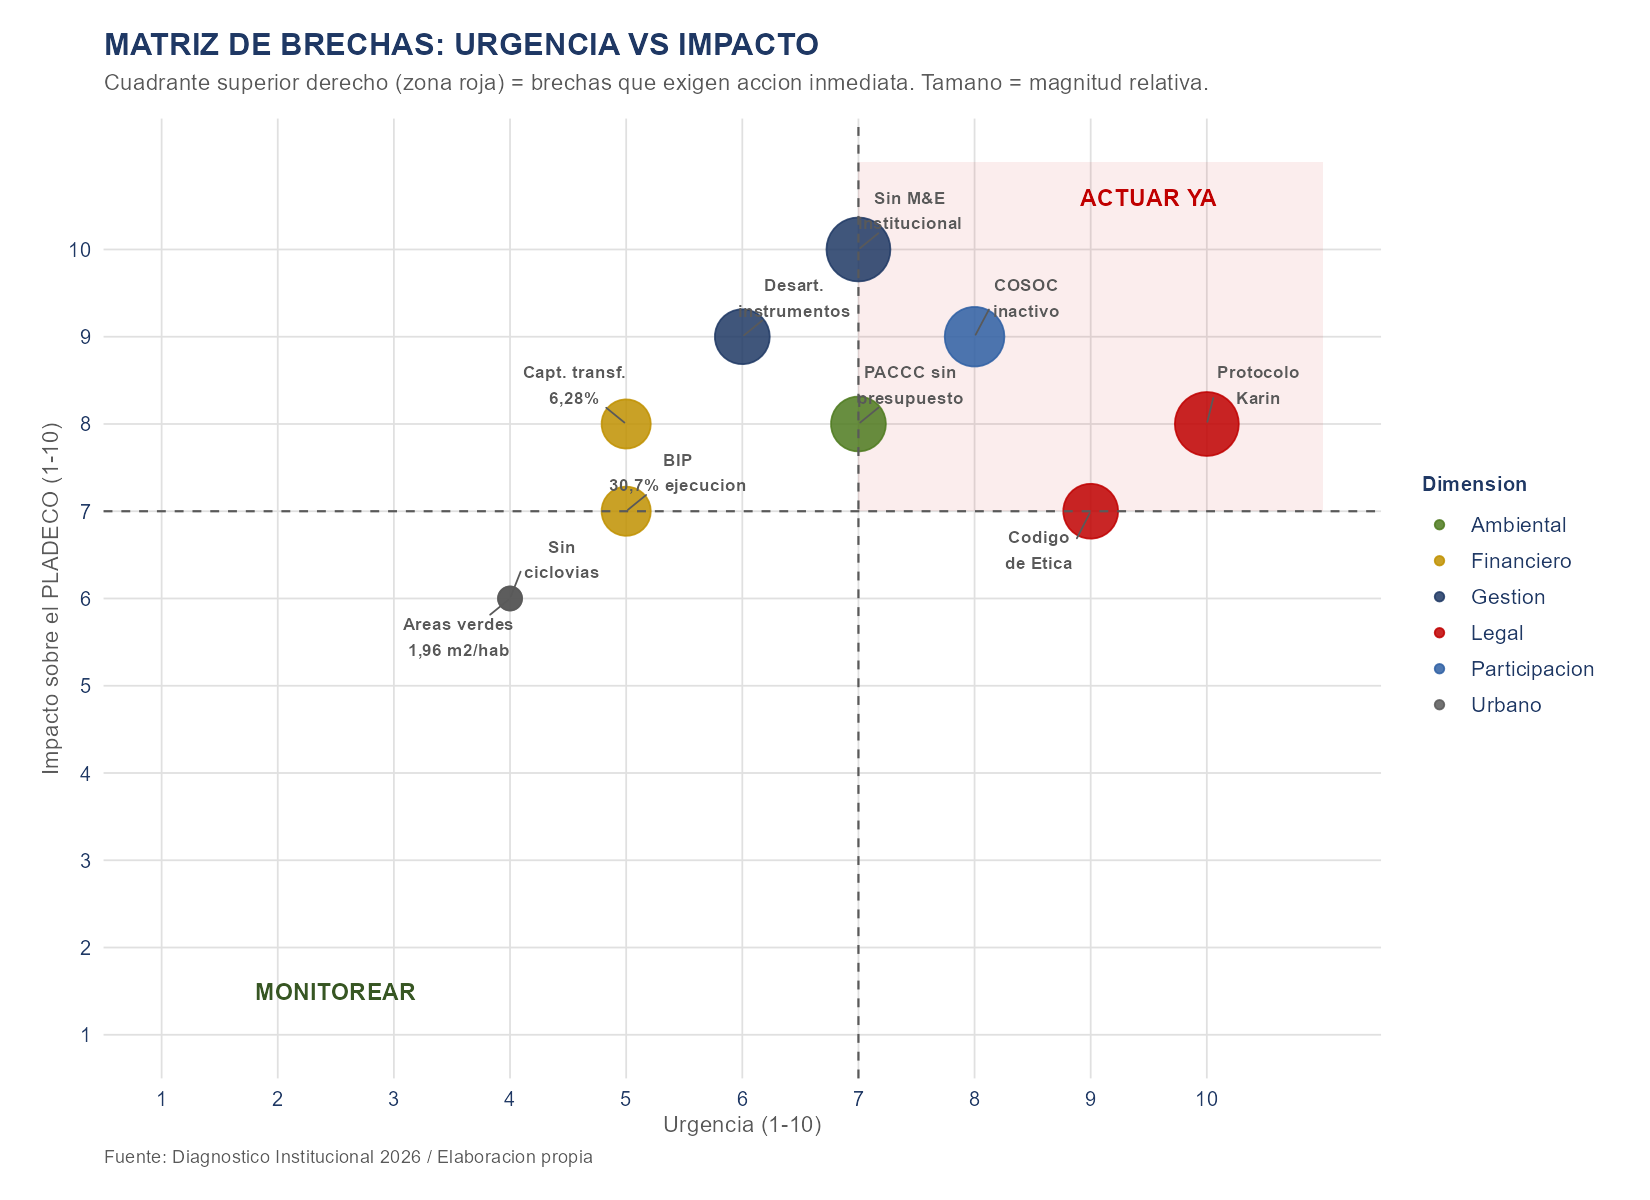 MATRIZ DE BRECHAS: URGENCIA VS IMPACTO
Cuadrante superior derecho (zona roja) = brechas que exigen accion inmediata. Tamano = magnitud relativa.
ACTUAR YA
Sin M&E
institucional
Desart.
instrumentos
COSOC
inactivo
Capt. transf.
6,28%
PACCC sin
presupuesto
Protocolo
Karin
BIP
30,7% ejecucion
Codigo
de Etica
Sin
ciclovias
Areas verdes
1,96 m2/hab
MONITOREAR
Impacto sobre el PLADECO (1-10)
10
9
8
7
6
5
4
3
2
1
1 2 3 4 5 6 7 8 9 10
Urgencia (1-10)
Dimension
Ambiental
Financiero
Gestion
Legal
Participacion
Urbano
Fuente: Diagnostico Institucional 2026 / Elaboracion propia